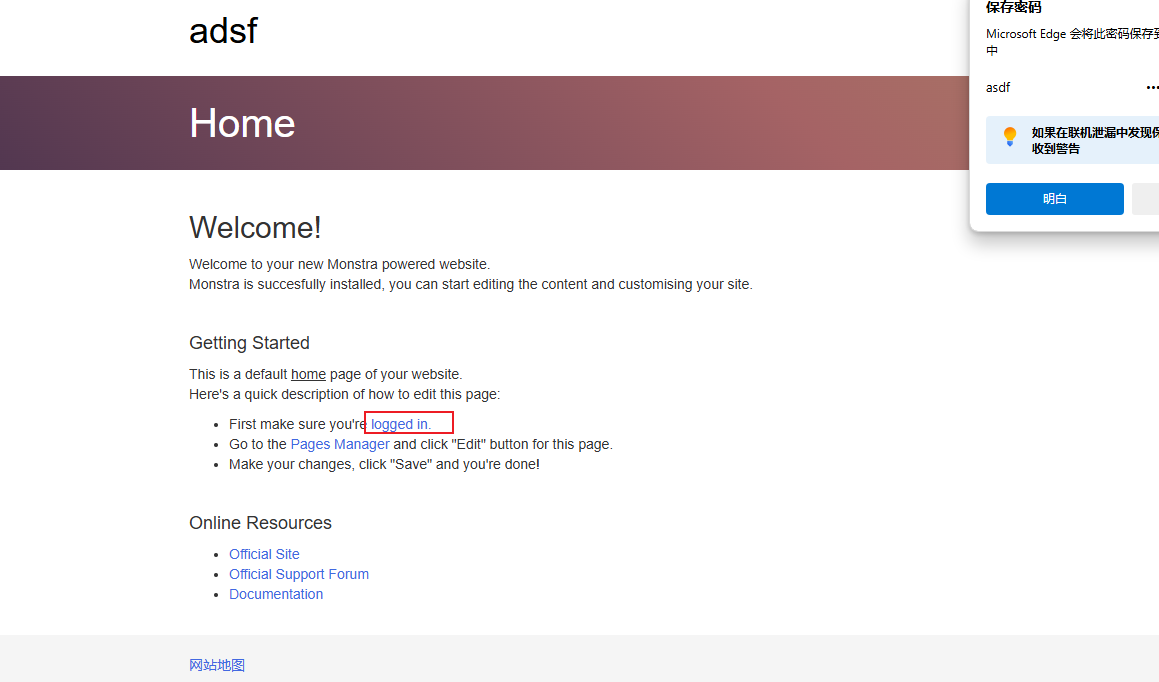 adsf
保存密码
Microsoft Edge 会将此密码保存到
中
asdf
•••
如果在联机泄漏中发现保
收到警告
明白
Home
Welcome!
Welcome to your new Monstra powered website.
Monstra is succesfully installed, you can start editing the content and customising your site.
Getting Started
This is a default home page of your website.
Here's a quick description of how to edit this page:
• First make sure you're logged in.
• Go to the Pages Manager and click "Edit" button for this page.
• Make your changes, click "Save" and you're done!
Online Resources
• Official Site
• Official Support Forum
• Documentation
网站地图